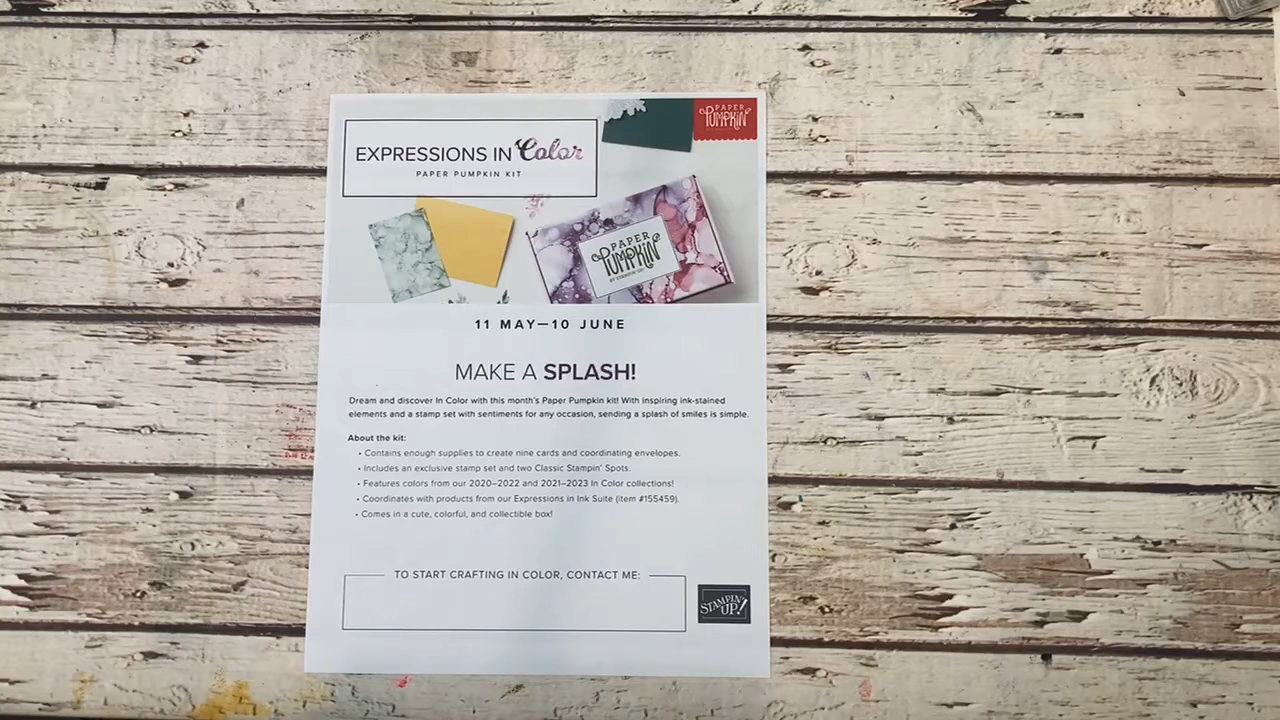 PAPER
PUMPKIN
EXPRESSIONS IN Color
PAPER PUMPKIN KIT
PAPER
PUMPKIN
BY STAMPIN' UP!
11 MAY—10 JUNE
MAKE A SPLASH!
Dream and discover In Color with this month's Paper Pumpkin kit! With inspiring ink-stained
elements and a stamp set with sentiments for any occasion, sending a splash of smiles is simple.
About the kit:
• Contains enough supplies to create nine cards and coordinating envelopes.
• Includes an exclusive stamp set and two Classic Stampin' Spots.
• Features colors from our 2020–2022 and 2021–2023 In Color collections!
• Coordinates with products from our Expressions in Ink Suite (item #155459).
• Comes in a cute, colorful, and collectible box!
TO START CRAFTING IN COLOR, CONTACT ME:
STAMPIN'
UP!